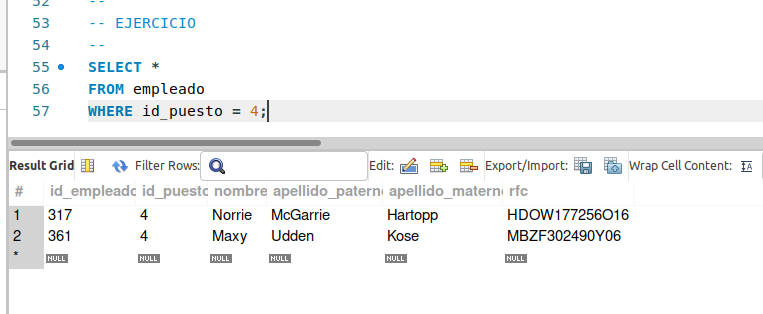 52 --
53 -- EJERCICIO
54 --
55 SELECT *
56 FROM empleado
57 WHERE id_puesto = 4;
Result Grid Filter Rows: Edit: Export/Import: Wrap Cell Content: IA
# id_empleado id_puesto nombre apellido_paterno apellido_materno rfc
1 317 4 Norrie McGarrie Hartopp HDOW177256O16
2 361 4 Maxy Udden Kose MBZF302490Y06
* NULL NULL NULL NULL NULL NULL